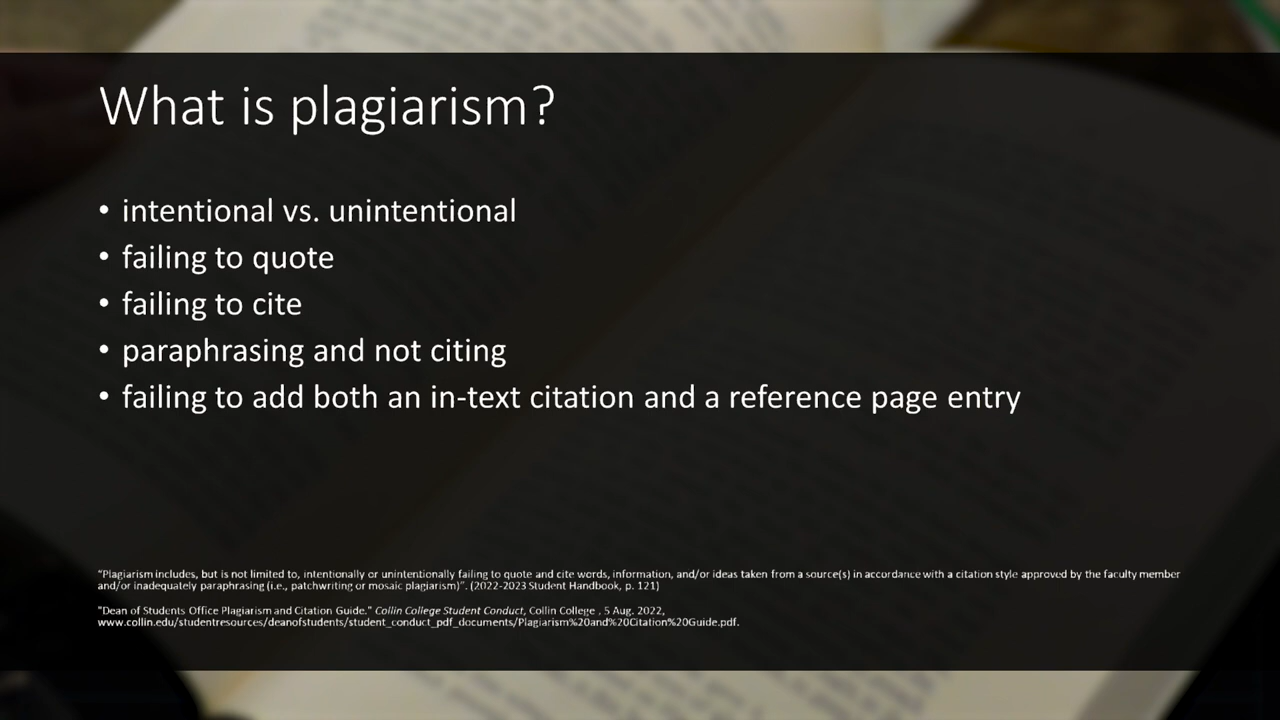 What is plagiarism?
• intentional vs. unintentional
• failing to quote
• failing to cite
• paraphrasing and not citing
• failing to add both an in-text citation and a reference page entry
"Plagiarism includes, but is not limited to, intentionally or unintentionally failing to quote and cite words, information, and/or ideas taken from a source(s) in accordance with a citation style approved by the faculty member
and/or inadequately paraphrasing (i.e., patchwriting or mosaic plagiarism)". (2022-2023 Student Handbook, p. 121)
"Dean of Students Office Plagiarism and Citation Guide." Collin College Student Conduct, Collin College , 5 Aug. 2022,
www.collin.edu/studentresources/deanofstudents/student_conduct_pdf_documents/Plagiarism%20and%20Citation%20Guide.pdf.